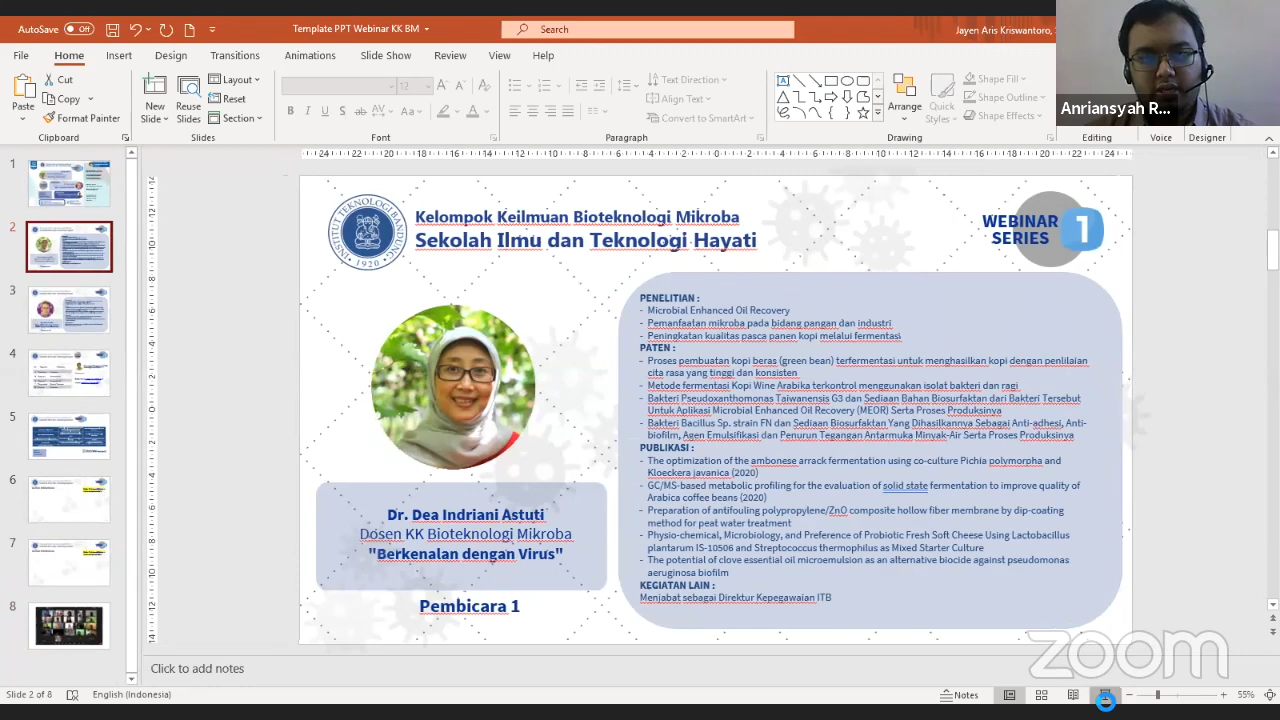 AutoSave Off
Template PPT Webinar KK BM
Search
Jayen Aris Kriswantoro,
File Home Insert Design Transitions Animations Slide Show Review View Help
Paste
Cut
Copy
Format Painter
Clipboard
New Slide
Reuse Slides
Layout
Reset
Section
Slides
12
Font
Text Direction
Align Text
Convert to SmartArt
Paragraph
Arrange
Quick Styles
Shape Fill
Shape Outline
Shape Effects
Drawing
Editing
Voice
Designer
Anriansyah R...
1
2
3
4
5
6
7
8
INSTITUT TEKNOLOGI BANDUNG
1920
Kelompok Keilmuan Bioteknologi Mikroba
Sekolah Ilmu dan Teknologi Hayati
WEBINAR
SERIES 1
Dr. Dea Indriani Astuti
Dosen KK Bioteknologi Mikroba
"Berkenalan dengan Virus"
Pembicara 1
PENELITIAN :
- Microbial Enhanced Oil Recovery
- Pemanfaatan mikroba pada bidang pangan dan industri
- Peningkatan kualitas pasca panen kopi melalui fermentasi
PATEN :
- Proses pembuatan kopi beras (green bean) terfermentasi untuk menghasilkan kopi dengan penlilaian
cita rasa yang tinggi dan konsisten
- Metode fermentasi Kopi Wine Arabika terkontrol menggunakan isolat bakteri dan ragi
- Bakteri Pseudoxanthomonas Taiwanensis G3 dan Sediaan Bahan Biosurfaktan dari Bakteri Tersebut
Untuk Aplikasi Microbial Enhanced Oil Recovery (MEOR) Serta Proses Produksinya
- Bakteri Bacillus Sp. strain FN dan Sediaan Biosurfaktan Yang Dihasilkannya Sebagai Anti-adhesi, Anti-
biofilm, Agen Emulsifikasi dan Penurun Tegangan Antarmuka Minyak-Air Serta Proses Produksinya
PUBLIKASI :
- The optimization of the ambonese arrack fermentation using co-culture Pichia polymorpha and
Kloeckera javanica (2020)
- GC/MS-based metabolic profiling for the evaluation of solid state fermentation to improve quality of
Arabica coffee beans (2020)
- Preparation of antifouling polypropylene/ZnO composite hollow fiber membrane by dip-coating
method for peat water treatment
- Physio-chemical, Microbiology, and Preference of Probiotic Fresh Soft Cheese Using Lactobacillus
plantarum IS-10506 and Streptococcus thermophilus as Mixed Starter Culture
- The potential of clove essential oil microemulsion as an alternative biocide against pseudomonas
aeruginosa biofilm
KEGIATAN LAIN :
Menjabat sebagai Direktur Kepegawaian ITB
zoom
Click to add notes
Slide 2 of 8
English (Indonesia)
Notes
55%